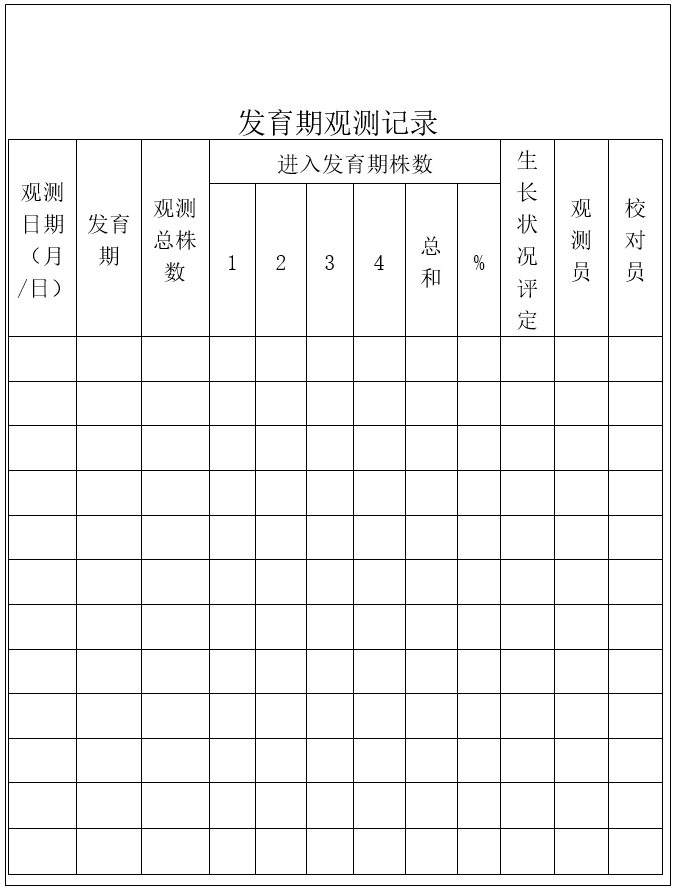 发育期观测记录
观测
日期
（月
/日）
发育
期
观测
总株
数
进入发育期株数
1
2
3
4
总
和
%
生
长
状
况
评
定
观
测
员
校
对
员